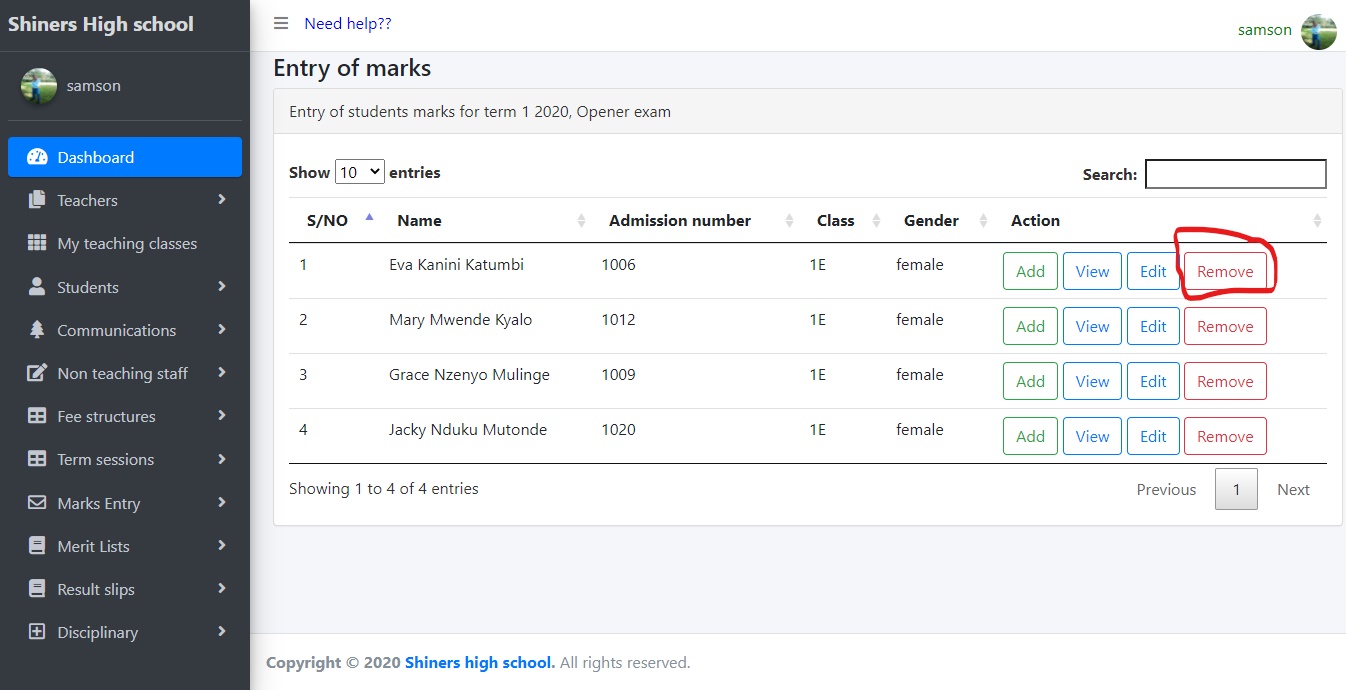 Shiners High school
Need help??
samson
samson
Dashboard
Teachers
My teaching classes
Students
Communications
Non teaching staff
Fee structures
Term sessions
Marks Entry
Merit Lists
Result slips
Disciplinary
Entry of marks
Entry of students marks for term 1 2020, Opener exam
Show 10 entries
Search:
S/NO Name Admission number Class Gender Action
1 Eva Kanini Katumbi 1006 1E female Add View Edit Remove
2 Mary Mwende Kyalo 1012 1E female Add View Edit Remove
3 Grace Nzenyo Mulinge 1009 1E female Add View Edit Remove
4 Jacky Nduku Mutonde 1020 1E female Add View Edit Remove
Showing 1 to 4 of 4 entries
Previous 1 Next
Copyright © 2020 Shiners high school. All rights reserved.